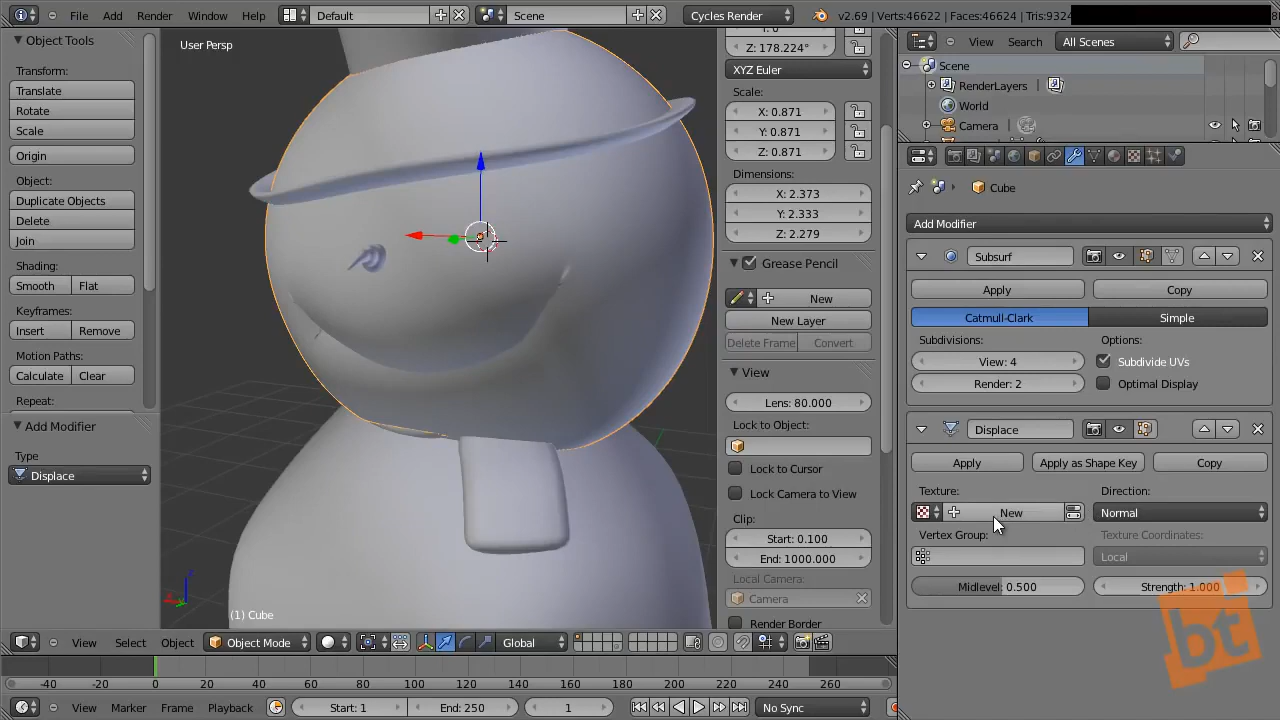 File Add Render Window Help Default Scene Cycles Render v2.69 | Verts:46622 | Faces:46624 | Tris:9324
Object Tools
Transform:
Translate
Rotate
Scale
Origin
Object:
Duplicate Objects
Delete
Join
Shading:
Smooth Flat
Keyframes:
Insert Remove
Motion Paths:
Calculate Clear
Repeat:
Add Modifier
Type
Displace
User Persp
(1) Cube
Z: 178.224°
XYZ Euler
Scale:
X: 0.871
Y: 0.871
Z: 0.871
Dimensions:
X: 2.373
Y: 2.333
Z: 2.279
Grease Pencil
New
New Layer
Delete Frame Convert
View
Lens: 80.000
Lock to Object:
Lock to Cursor
Lock Camera to View
Clip:
Start: 0.100
End: 1000.000
Local Camera:
Camera
Render Border
View Search All Scenes
Scene
RenderLayers
World
Camera
Cube
Add Modifier
Subsurf
Apply Copy
Catmull-Clark Simple
Subdivisions: Options:
View: 4 Subdivide UVs
Render: 2 Optimal Display
Displace
Apply Apply as Shape Key Copy
Texture: Direction:
New Normal
Vertex Group: Texture Coordinates:
Local
Midlevel: 0.500 Strength: 1.000
bt
View Select Object Object Mode Global
-40 -20 0 20 40 60 80 100 120 140 160 180 200 220 240 260
View Marker Frame Playback Start: 1 End: 250 1 No Sync